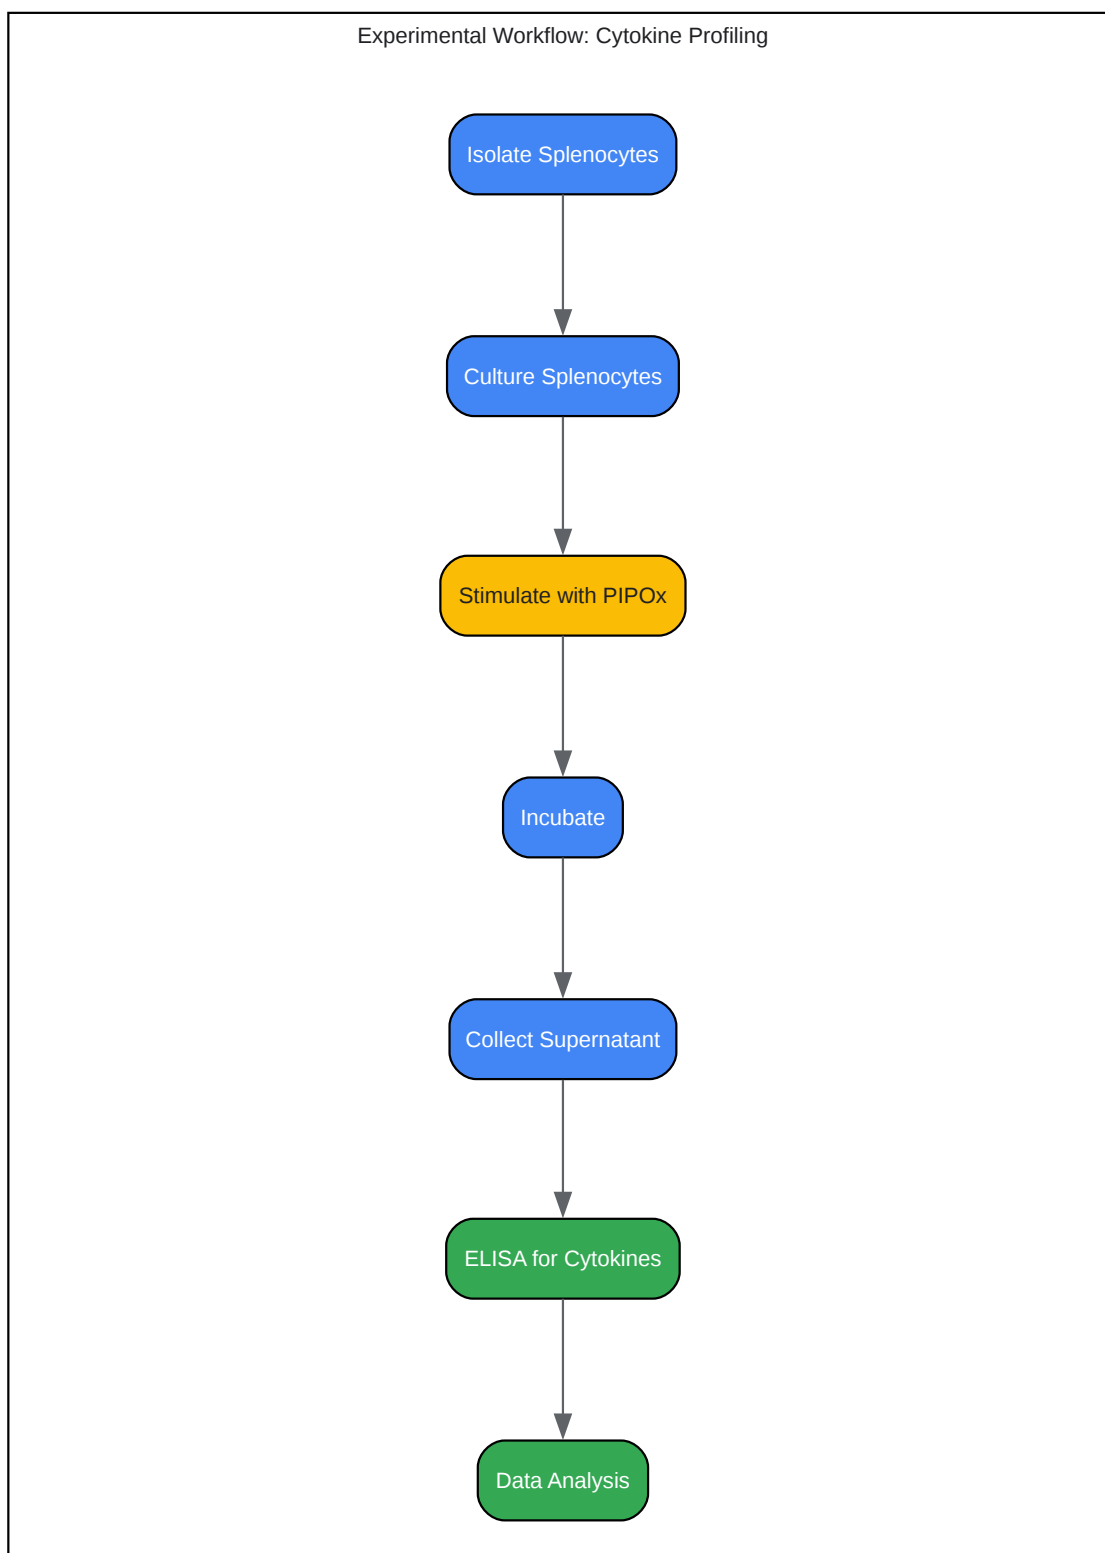 Experimental Workflow: Cytokine Profiling
Isolate Splenocytes
Culture Splenocytes
Stimulate with PIPOx
Incubate
Collect Supernatant
ELISA for Cytokines
Data Analysis